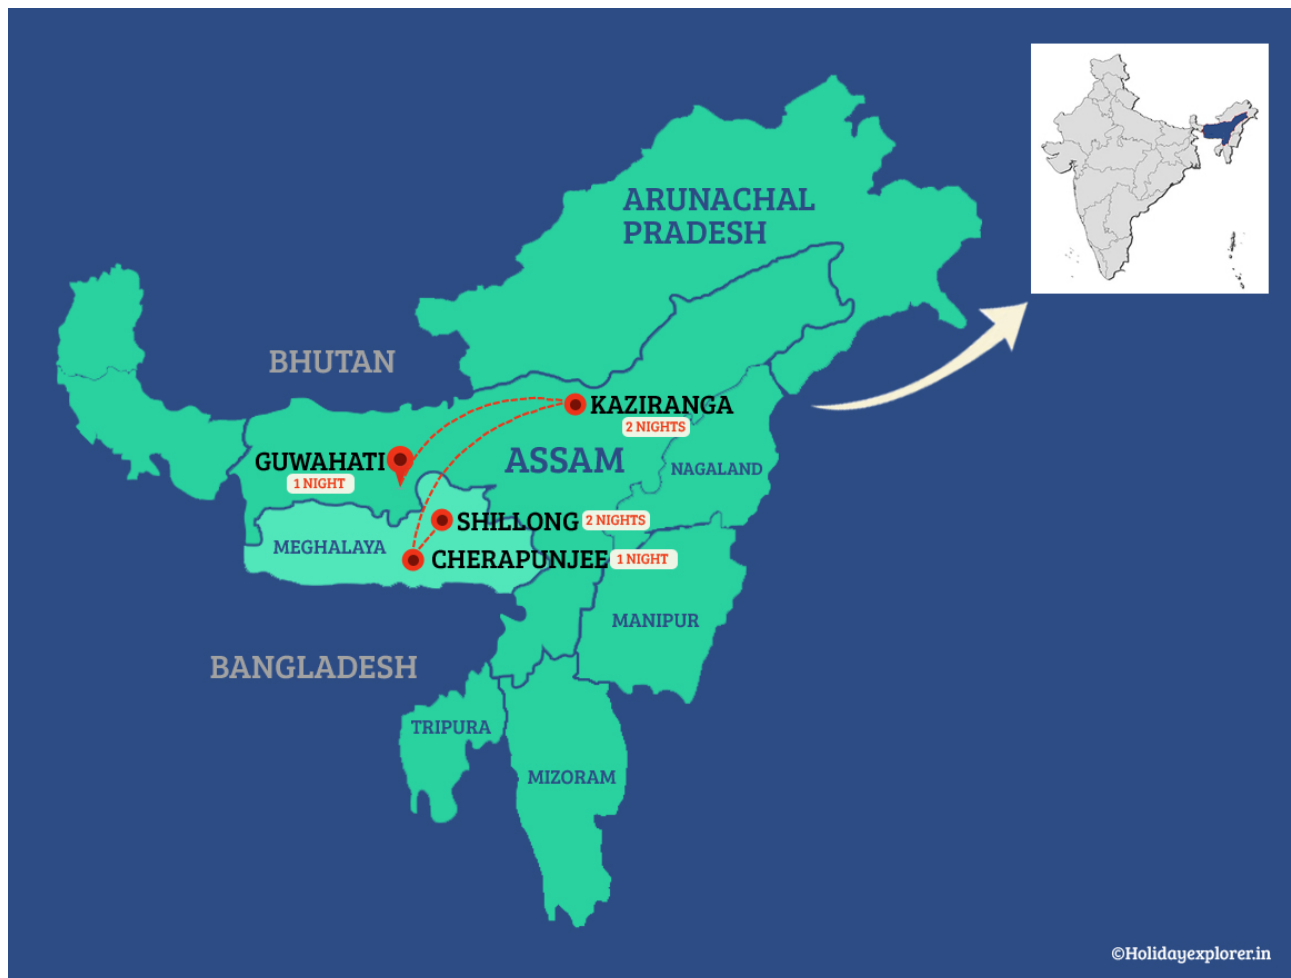 ARUNACHAL
PRADESH
BHUTAN
KAZIRANGA
2 NIGHTS
GUWAHATI
1 NIGHT
ASSAM
NAGALAND
SHILLONG
2 NIGHTS
MEGHALAYA
CHERAPUNJEE
1 NIGHT
MANIPUR
BANGLADESH
TRIPURA
MIZORAM
©Holidayexplorer.in